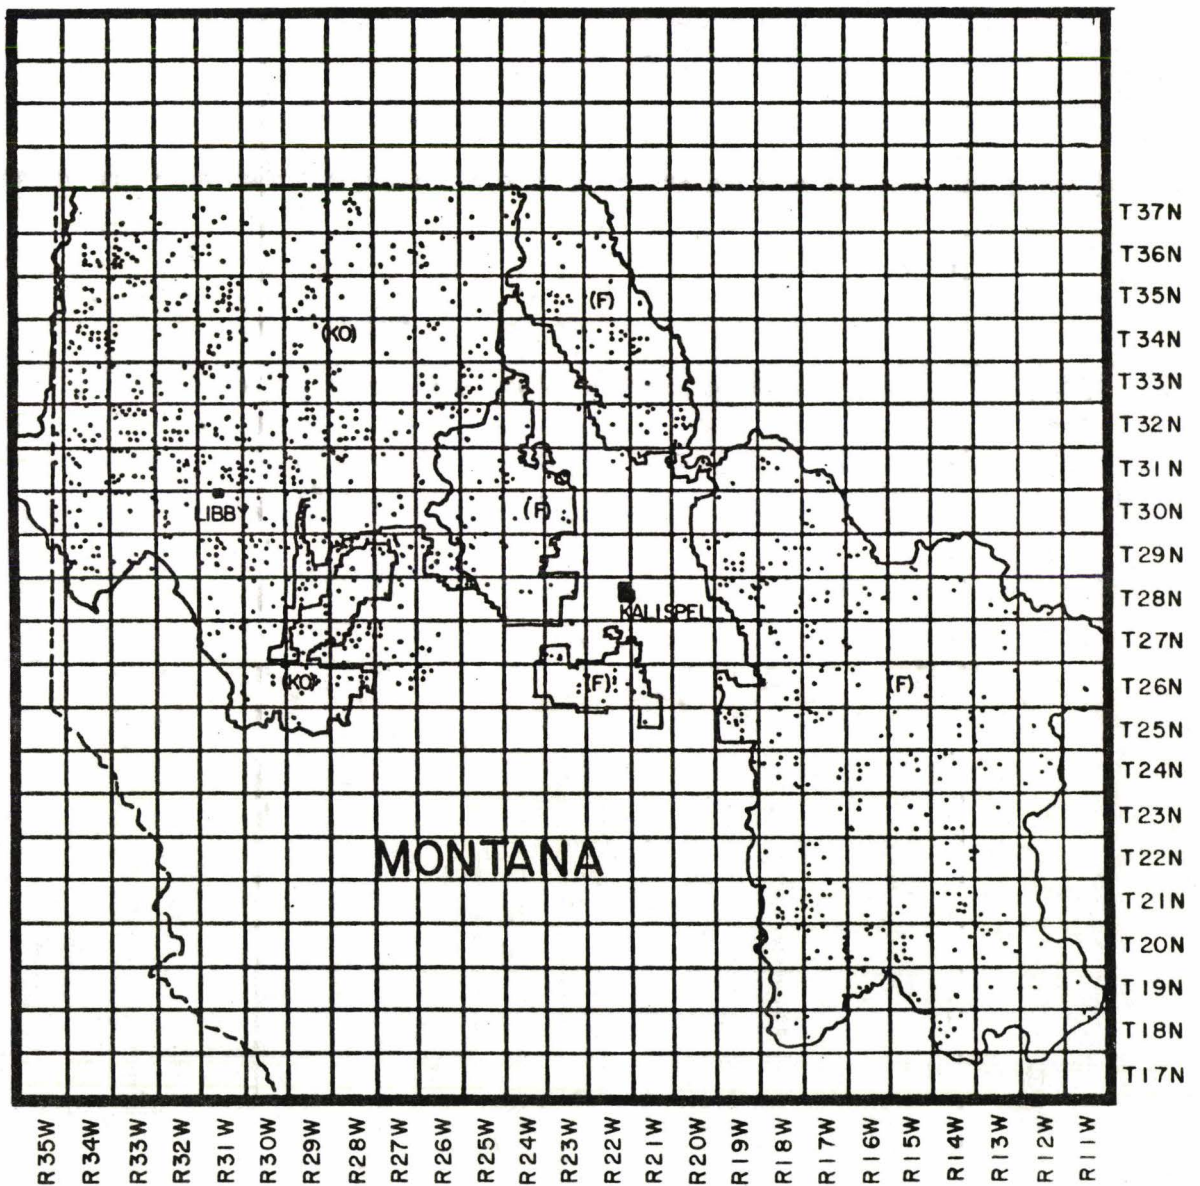 T37N
T36N
(F)
T35N
(KO)
T34N
T33N
T32N
T31N
LIBBY
(F)
T30N
T29N
KALISPELL
T28N
T27N
(KO)
(F)
(F)
T26N
T25N
T24N
T23N
MONTANA
T22N
T21N
T20N
T19N
T18N
T17N
R35W
R34W
R33W
R32W
R31W
R30W
R29W
R28W
R27W
R26W
R25W
R24W
R23W
R22W
R21W
R20W
R19W
R18W
R17W
R16W
R15W
R14W
R13W
R12W
R11W